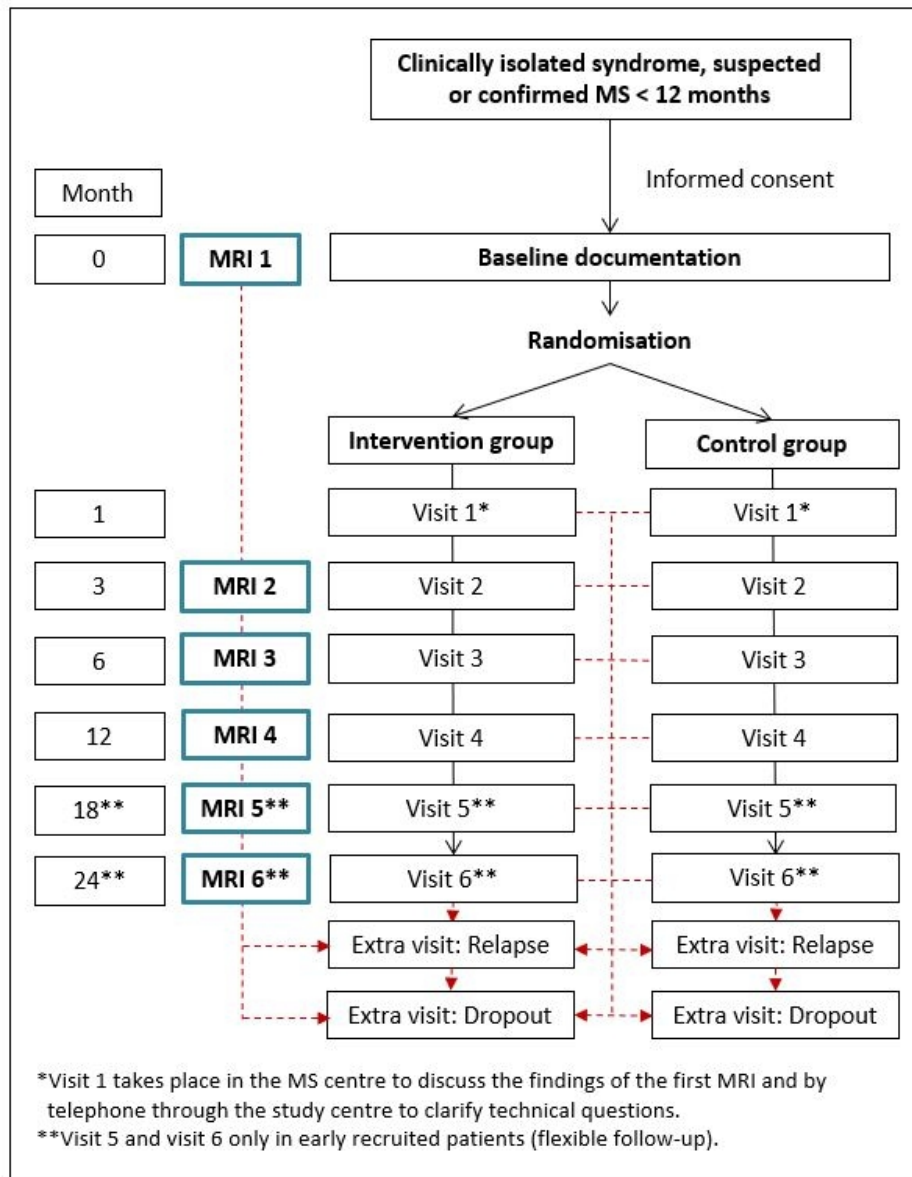 Clinically isolated syndrome, suspected
or confirmed MS < 12 months
Informed consent
Month
0
MRI 1
Baseline documentation
Randomisation
Intervention group
Control group
1
Visit 1*
Visit 1*
3
MRI 2
Visit 2
Visit 2
6
MRI 3
Visit 3
Visit 3
12
MRI 4
Visit 4
Visit 4
18**
MRI 5**
Visit 5**
Visit 5**
24**
MRI 6**
Visit 6**
Visit 6**
Extra visit: Relapse
Extra visit: Relapse
Extra visit: Dropout
Extra visit: Dropout
*Visit 1 takes place in the MS centre to discuss the findings of the first MRI and by
telephone through the study centre to clarify technical questions.
**Visit 5 and visit 6 only in early recruited patients (flexible follow-up).